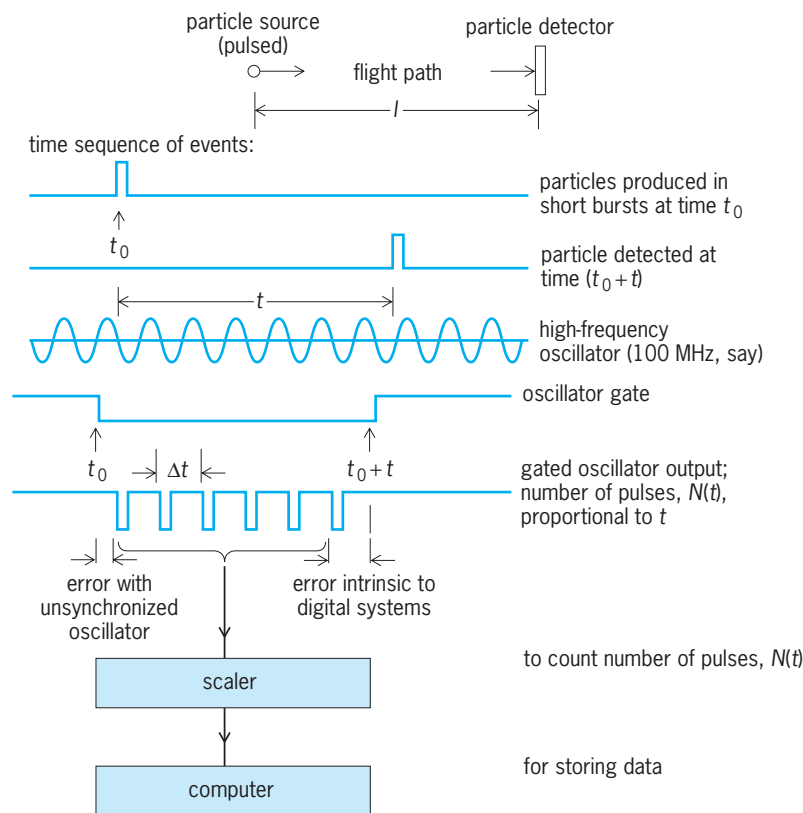 particle source
(pulsed)
particle detector
flight path
l
time sequence of events:
particles produced in
short bursts at time t0
t0
particle detected at
time (t0+t)
t
high-frequency
oscillator (100 MHz, say)
oscillator gate
t0
Δt
t0+t
gated oscillator output;
number of pulses, N(t),
proportional to t
error with
unsynchronized
oscillator
error intrinsic to
digital systems
to count number of pulses, N(t)
scaler
for storing data
computer